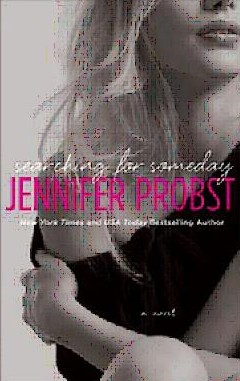 searching for someday
JENNIFER PROBST
New York Times and USA Today Bestselling Author
a novel